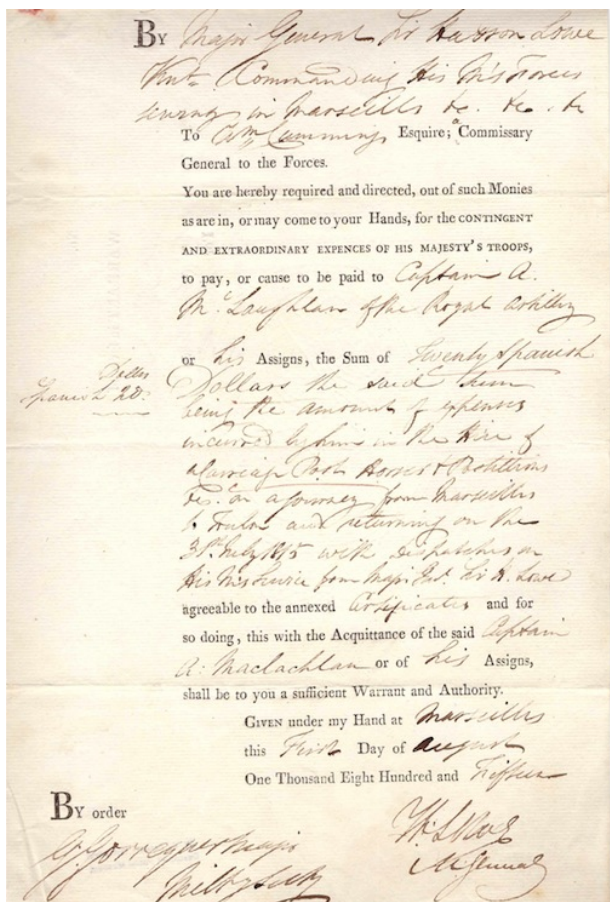 By Major General Sir Hudson Lowe
Knt. Commanding His M's Forces
serving in Marseilles &c. &c. &c
To Wm Cumming Esquire; a Commissary
General to the Forces.
You are hereby required and directed, out of such Monies
as are in, or may come to your Hands, for the CONTINGENT
AND EXTRAORDINARY EXPENCES OF HIS MAJESTY'S TROOPS,
to pay, or cause to be paid to Captain A.
McLaughlan of the Royal Artillery
or his Assigns, the Sum of Twenty Spanish
Dollers
Spanish 20.
Dollars the said Sum
being the amount of expenses
incurred by him in the Hire of
a Carriage Post Horses & Postillions
&c. on a journey from Marseilles
to Toulon and returning on the
31st July 1815 with dispatches on
His M's Service from Major Genl. Sir H. Lowe
agreeable to the annexed Certificates and for
so doing, this with the Acquittance of the said Captain
A. Maclachlan or of his Assigns,
shall be to you a sufficient Warrant and Authority.
GIVEN under my Hand at Marseilles
this First Day of August
One Thousand Eight Hundred and Fifteen
By order
H. Lowe
G. Gorrequer Major
M. General
Milty Secty